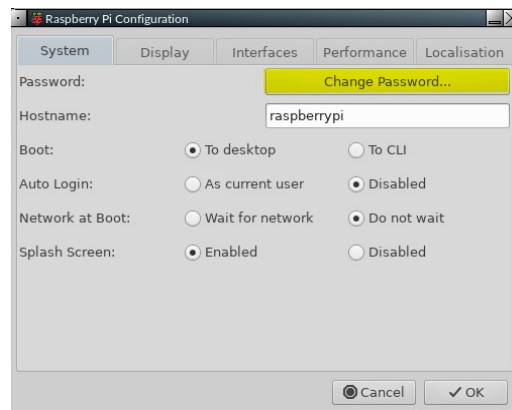 Raspberry Pi Configuration
System Display Interfaces Performance Localisation
Password: Change Password...
Hostname: raspberrypi
Boot: To desktop To CLI
Auto Login: As current user Disabled
Network at Boot: Wait for network Do not wait
Splash Screen: Enabled Disabled
Cancel OK